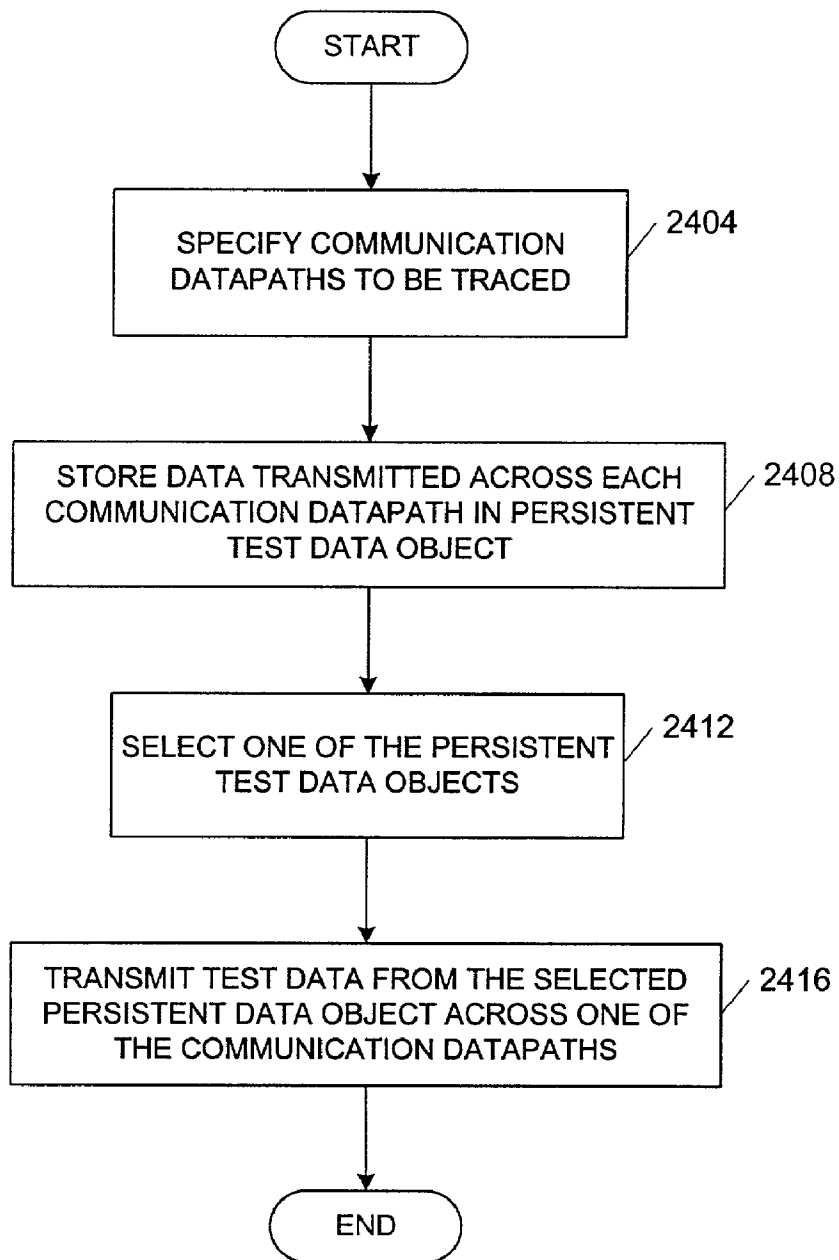 START
SPECIFY COMMUNICATION
DATAPATHS TO BE TRACED
2404
STORE DATA TRANSMITTED ACROSS EACH
COMMUNICATION DATAPATH IN PERSISTENT
TEST DATA OBJECT
2408
SELECT ONE OF THE PERSISTENT
TEST DATA OBJECTS
2412
TRANSMIT TEST DATA FROM THE SELECTED
PERSISTENT DATA OBJECT ACROSS ONE OF
THE COMMUNICATION DATAPATHS
2416
END